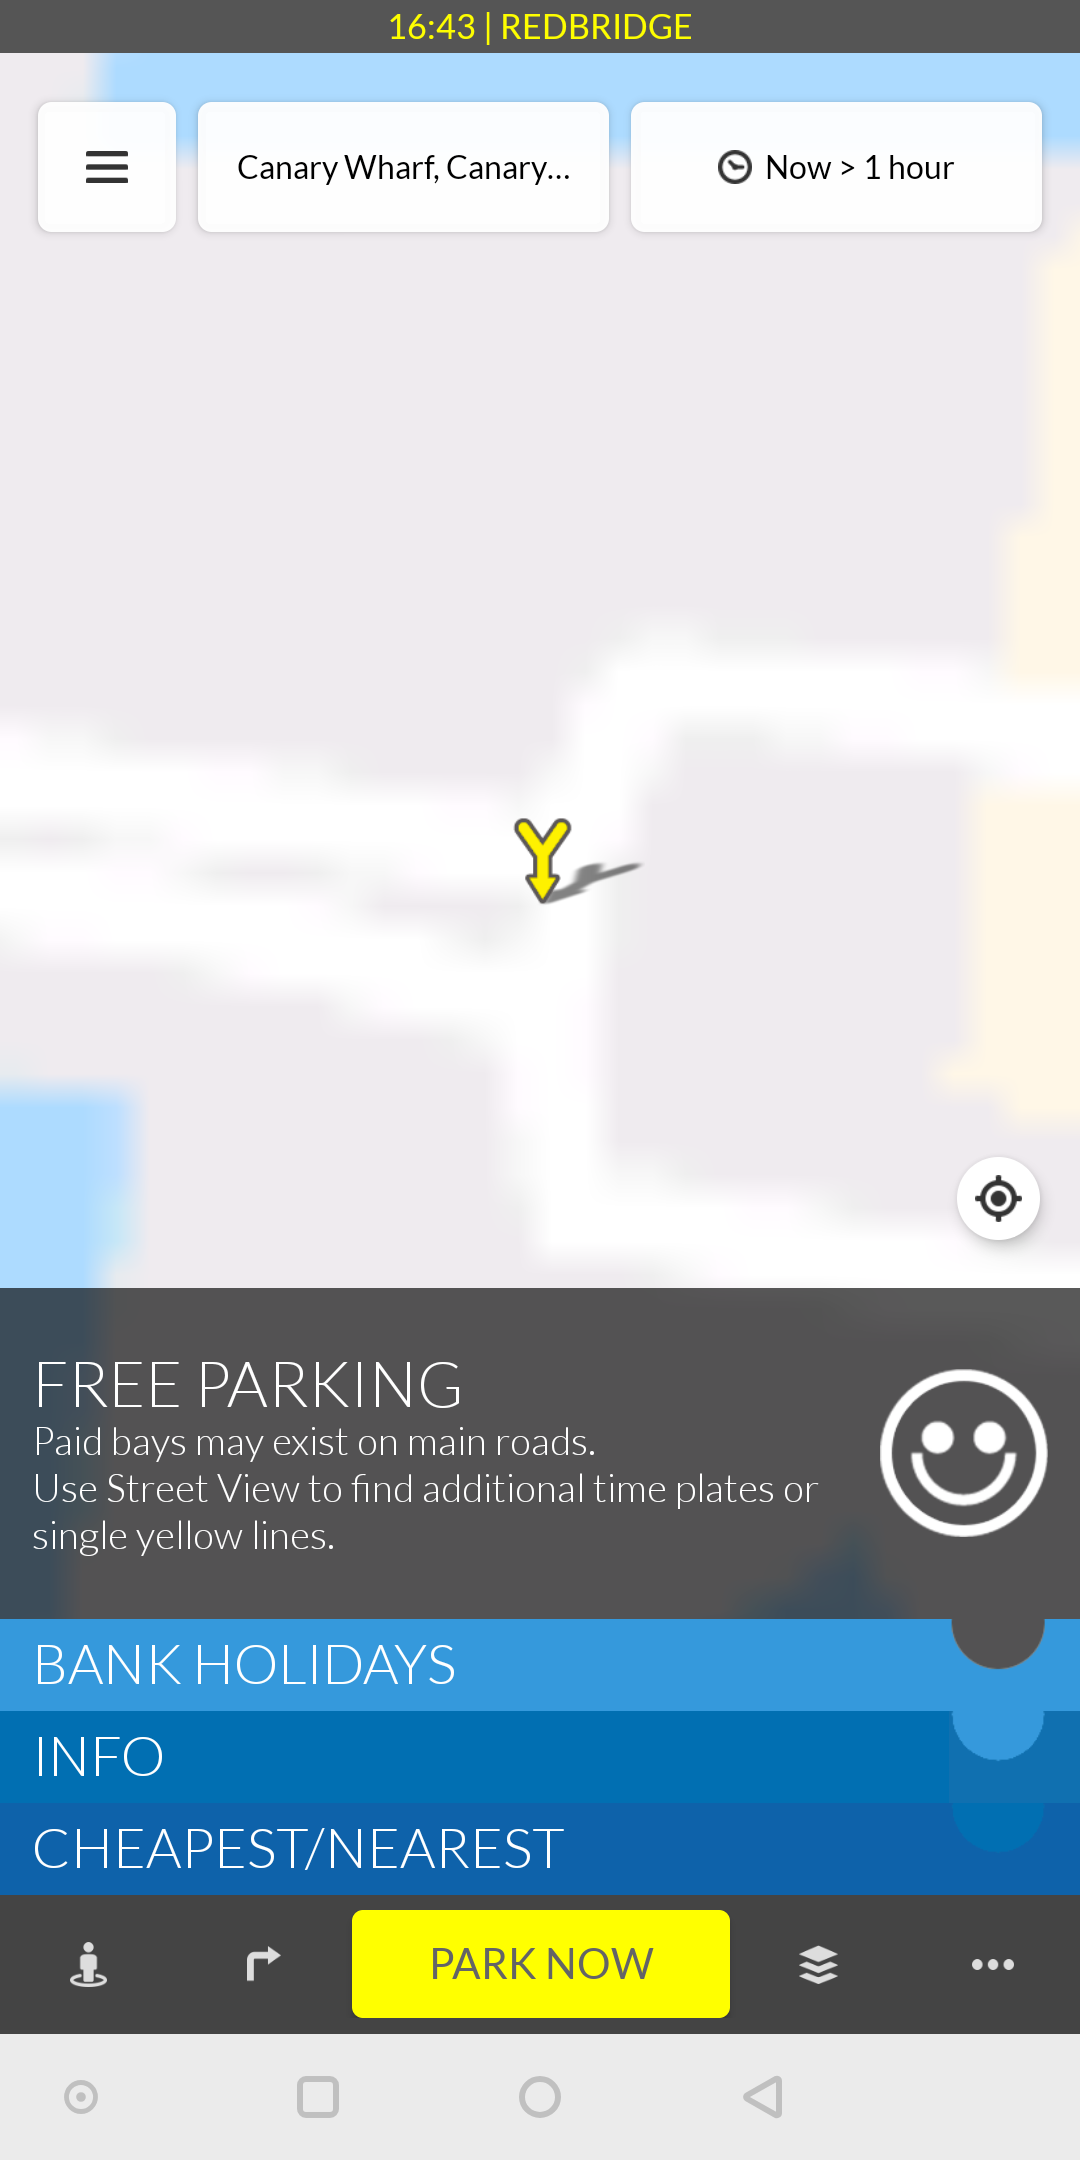 16:43 | REDBRIDGE
Canary Wharf, Canary...
Now > 1 hour
FREE PARKING
Paid bays may exist on main roads.
Use Street View to find additional time plates or
single yellow lines.
BANK HOLIDAYS
INFO
CHEAPEST/NEAREST
PARK NOW